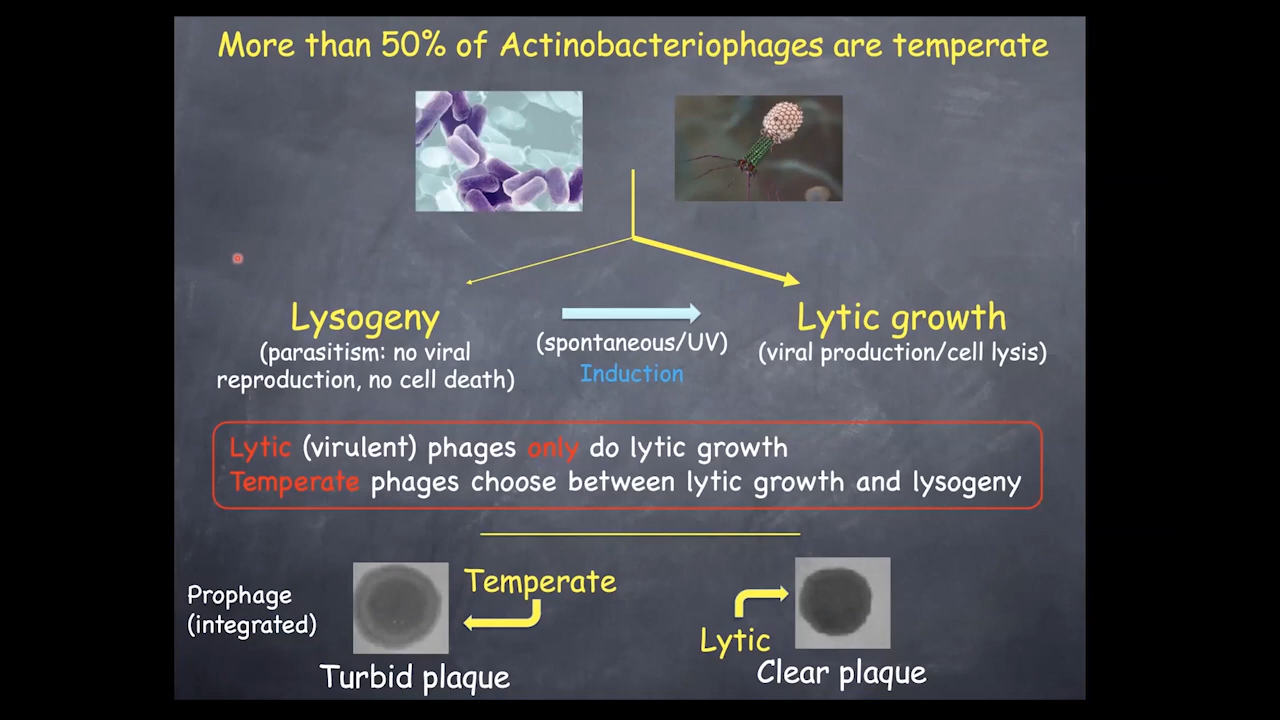 More than 50% of Actinobacteriophages are temperate
Lysogeny
(parasitism: no viral
reproduction, no cell death)
(spontaneous/UV)
Induction
Lytic growth
(viral production/cell lysis)
Lytic (virulent) phages only do lytic growth
Temperate phages choose between lytic growth and lysogeny
Prophage
(integrated)
Temperate
Turbid plaque
Lytic
Clear plaque